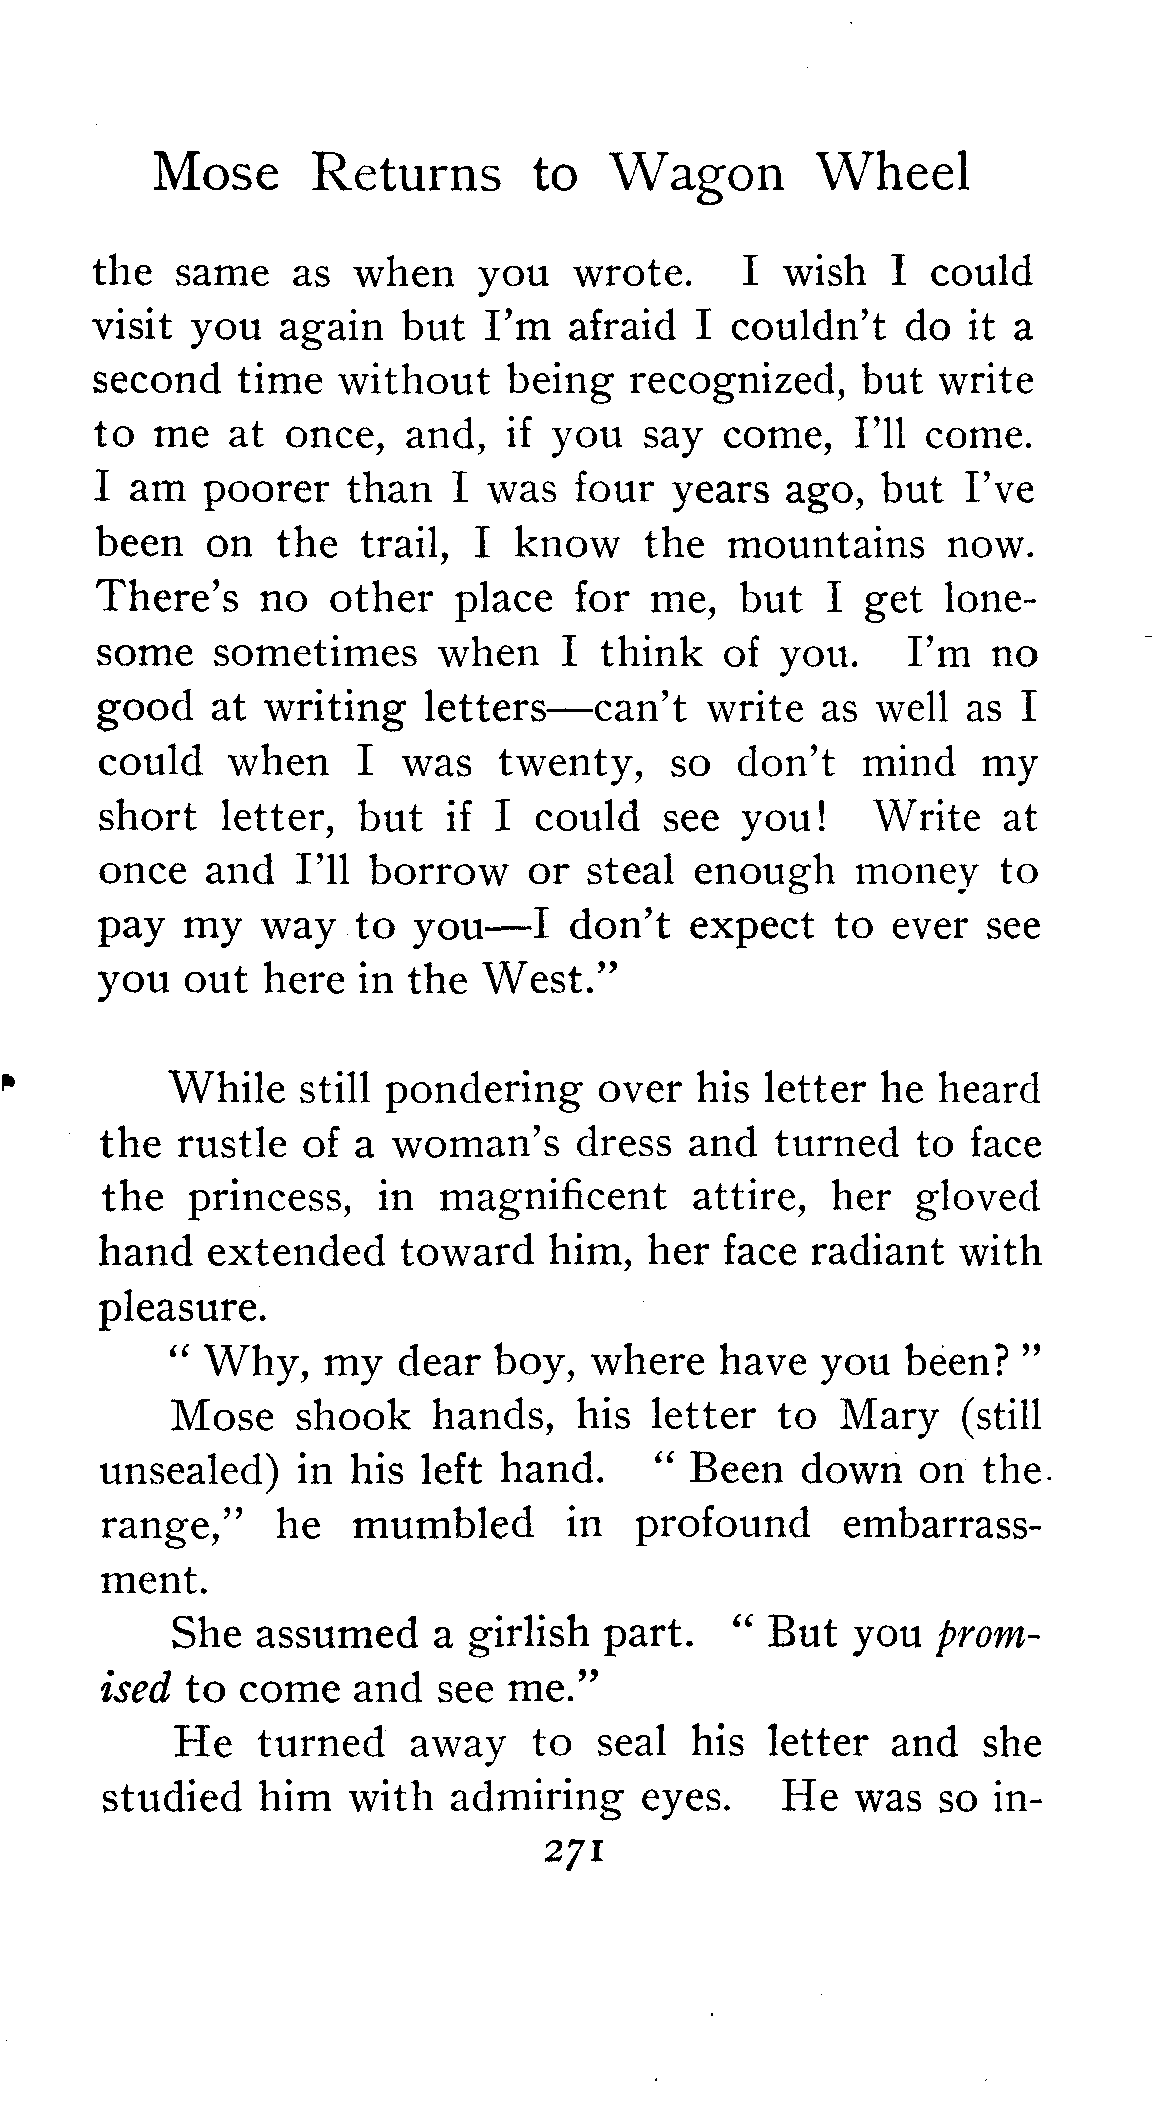 Mose Returns to Wagon Wheel
the same as when you wrote. I wish I could
visit you again but I'm afraid I couldn't do it a
second time without being recognized, but write
to me at once, and, if you say come, I'll come.
I am poorer than I was four years ago, but I've
been on the trail, I know the mountains now.
There's no other place for me, but I get lone-
some sometimes when I think of you. I'm no
good at writing letters—can't write as well as I
could when I was twenty, so don't mind my
short letter, but if I could see you! Write at
once and I'll borrow or steal enough money to
pay my way to you—I don't expect to ever see
you out here in the West."
While still pondering over his letter he heard
the rustle of a woman's dress and turned to face
the princess, in magnificent attire, her gloved
hand extended toward him, her face radiant with
pleasure.
" Why, my dear boy, where have you been? "
Mose shook hands, his letter to Mary (still
unsealed) in his left hand. " Been down on the
range," he mumbled in profound embarrass-
ment.
She assumed a girlish part. " But you prom-
ised to come and see me."
He turned away to seal his letter and she
studied him with admiring eyes. He was so in-
271